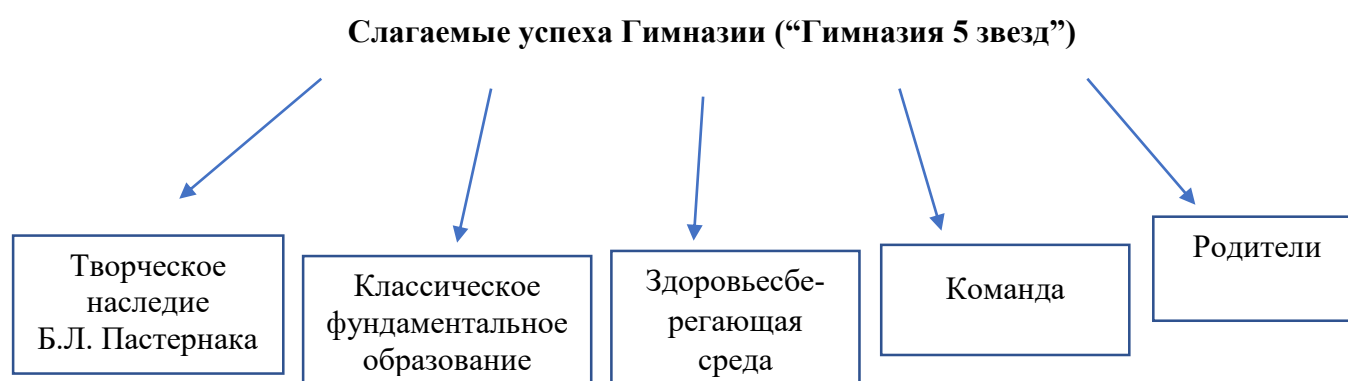 Слагаемые успеха Гимназии (“Гимназия 5 звезд”)
Творческое
наследие
Б.Л. Пастернака
Классическое
фундаментальное
образование
Здоровьесбе-
регающая
среда
Команда
Родители